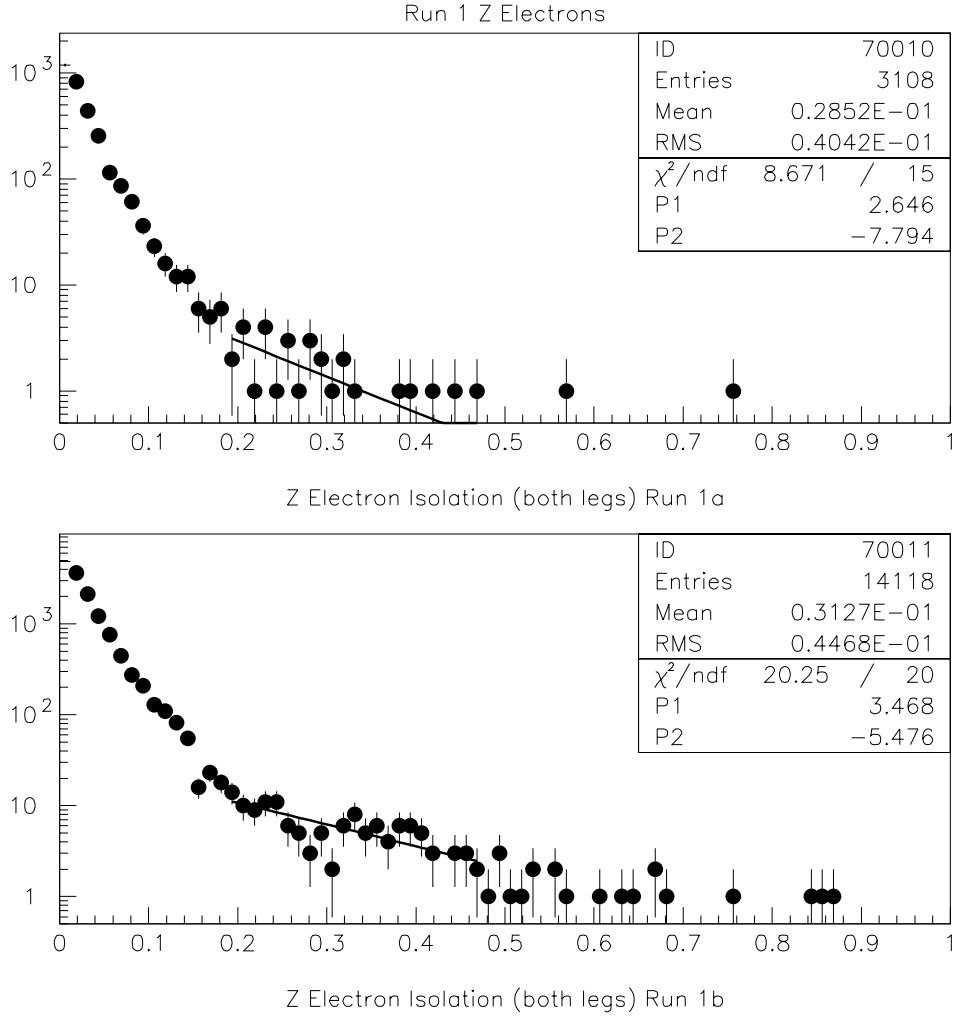 Run 1 Z Electrons
ID 70010
Entries 3108
Mean 0.2852E−01
RMS 0.4042E−01
χ²/ndf 8.671 / 15
P1 2.646
P2 −7.794
10³
10²
10
1
0 0.1 0.2 0.3 0.4 0.5 0.6 0.7 0.8 0.9 1
Z Electron Isolation (both legs) Run 1a
ID 70011
Entries 14118
Mean 0.3127E−01
RMS 0.4468E−01
χ²/ndf 20.25 / 20
P1 3.468
P2 −5.476
10³
10²
10
1
0 0.1 0.2 0.3 0.4 0.5 0.6 0.7 0.8 0.9 1
Z Electron Isolation (both legs) Run 1b